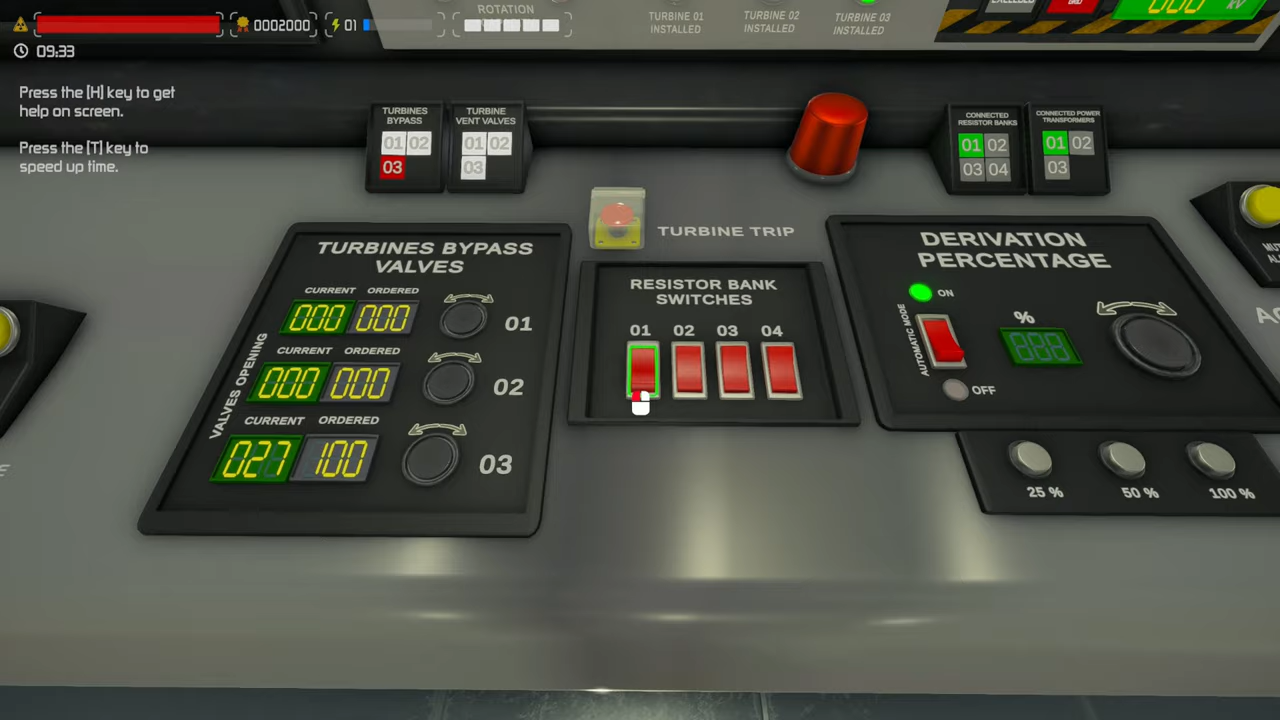 0002000
01
ROTATION
TURBINE 01
INSTALLED
TURBINE 02
INSTALLED
TURBINE 03
INSTALLED
000
kV
09:33
Press the [H] key to get
help on screen.
Press the [T] key to
speed up time.
TURBINES
BYPASS
01 02
03
TURBINE
VENT VALVES
01 02
03
CONNECTED
RESISTOR BANKS
01 02
03 04
CONNECTED POWER
TRANSFORMERS
01 02
03
TURBINE TRIP
TURBINES BYPASS
VALVES
VALVES OPENING
CURRENT ORDERED
000 000 01
CURRENT ORDERED
000 000 02
CURRENT ORDERED
027 100 03
RESISTOR BANK
SWITCHES
01 02 03 04
DERIVATION
PERCENTAGE
AUTOMATIC MODE
ON
OFF
%
25 %
50 %
100 %